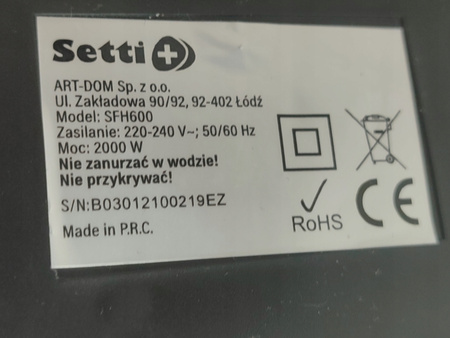 Setti+
ART-DOM Sp. z o.o.
Ul. Zakładowa 90/92, 92-402 Łódź
Model: SFH600
Zasilanie: 220-240 V~; 50/60 Hz
Moc: 2000 W
Nie zanurzać w wodzie!
Nie przykrywać!
S/N:B03012100219EZ
Made in P.R.C.
RoHS
CE